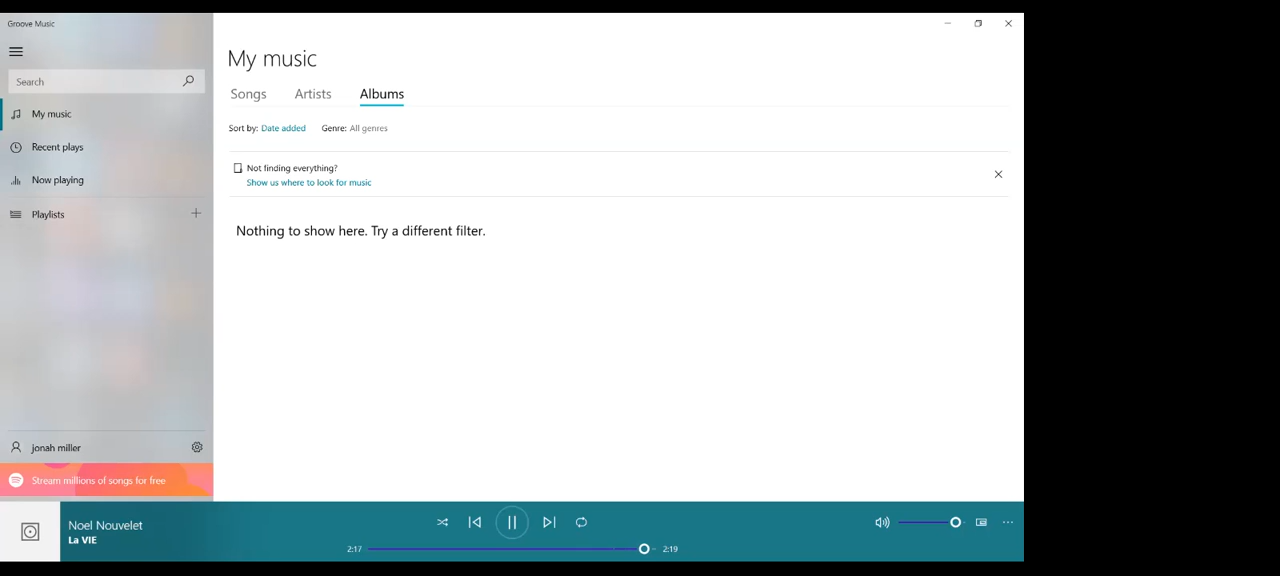 Groove Music
Search
My music
Recent plays
Now playing
Playlists
jonah miller
Stream millions of songs for free
My music
Songs Artists Albums
Sort by: Date added Genre: All genres
Not finding everything?
Show us where to look for music
Nothing to show here. Try a different filter.
Noel Nouvelet
La VIE
2:17 2:19